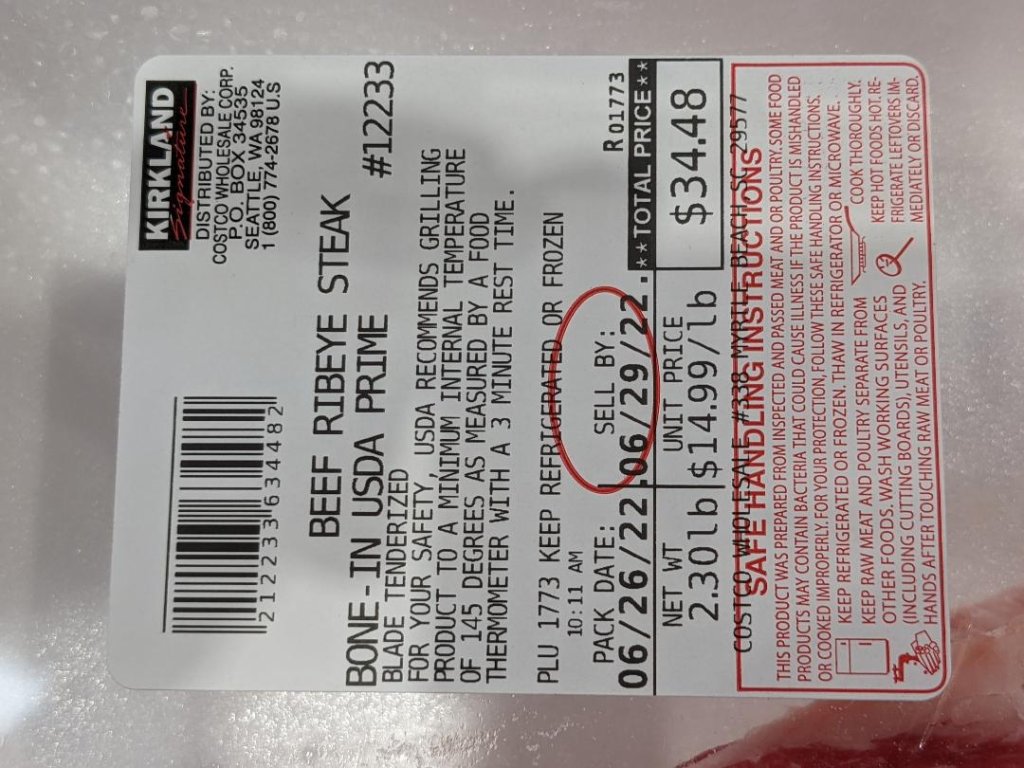 KIRKLAND
Signature
DISTRIBUTED BY:
COSTCO WHOLESALE CORP.
P.O. BOX 34535
SEATTLE, WA 98124
1 (800) 774-2678 U.S
212233634482
BEEF RIBEYE STEAK #12233
BONE-IN USDA PRIME
BLADE TENDERIZED
FOR YOUR SAFETY, USDA RECOMMENDS GRILLING
PRODUCT TO A MINIMUM INTERNAL TEMPERATURE
OF 145 DEGREES AS MEASURED BY A FOOD
THERMOMETER WITH A 3 MINUTE REST TIME.
PLU 1773 KEEP REFRIGERATED OR FROZEN
10:11 AM
PACK DATE: SELL BY: R01773
06/26/22 06/29/22 **TOTAL PRICE**
NET WT UNIT PRICE
2.30lb $14.99/lb $34.48
COSTCO WHOLESALE #338 MYRTLE BEACH SC 29577
SAFE HANDLING INSTRUCTIONS
THIS PRODUCT WAS PREPARED FROM INSPECTED AND PASSED MEAT AND/OR POULTRY. SOME FOOD
PRODUCTS MAY CONTAIN BACTERIA THAT COULD CAUSE ILLNESS IF THE PRODUCT IS MISHANDLED
OR COOKED IMPROPERLY. FOR YOUR PROTECTION, FOLLOW THESE SAFE HANDLING INSTRUCTIONS.
KEEP REFRIGERATED OR FROZEN. THAW IN REFRIGERATOR OR MICROWAVE.
KEEP RAW MEAT AND POULTRY SEPARATE FROM
OTHER FOODS. WASH WORKING SURFACES
(INCLUDING CUTTING BOARDS), UTENSILS, AND
HANDS AFTER TOUCHING RAW MEAT OR POULTRY.
COOK THOROUGHLY.
KEEP HOT FOODS HOT. RE-
FRIGERATE LEFTOVERS IM-
MEDIATELY OR DISCARD.